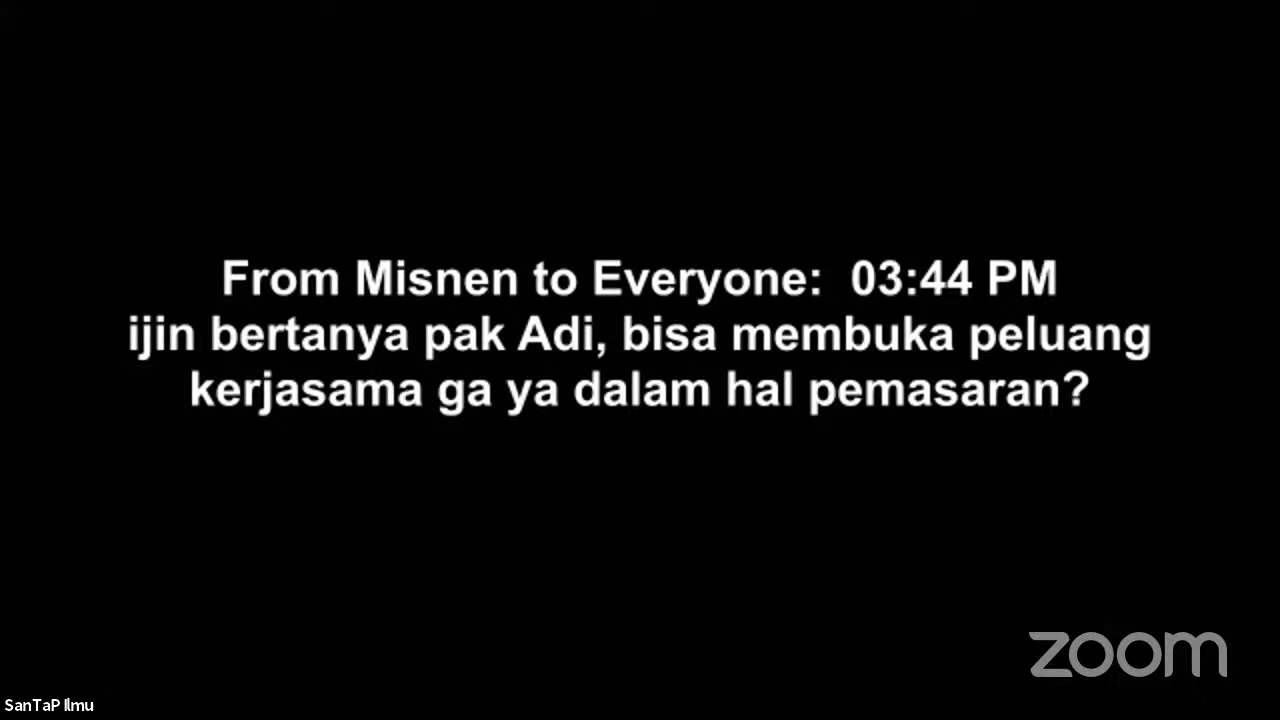 From Misnen to Everyone:  03:44 PM
ijin bertanya pak Adi, bisa membuka peluang
kerjasama ga ya dalam hal pemasaran?
zoom
SanTaP Ilmu